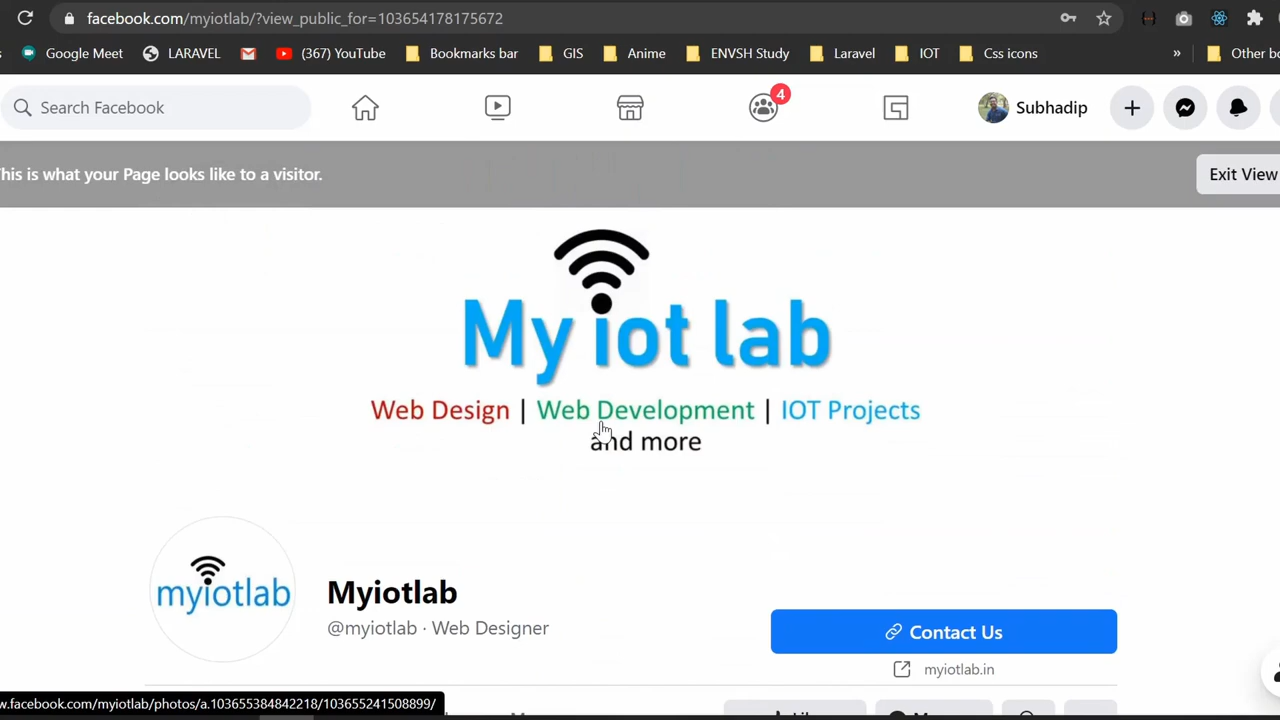 facebook.com/myiotlab/?view_public_for=103654178175672
Google Meet LARAVEL (367) YouTube Bookmarks bar GIS Anime ENVSH Study Laravel IOT Css icons » Other bo
Search Facebook 4 Subhadip
his is what your Page looks like to a visitor. Exit View
My iot lab
Web Design | Web Development | IOT Projects
and more
myiotlab
Myiotlab
@myiotlab · Web Designer
Contact Us
myiotlab.in
w.facebook.com/myiotlab/photos/a.103655384842218/103655241508899/